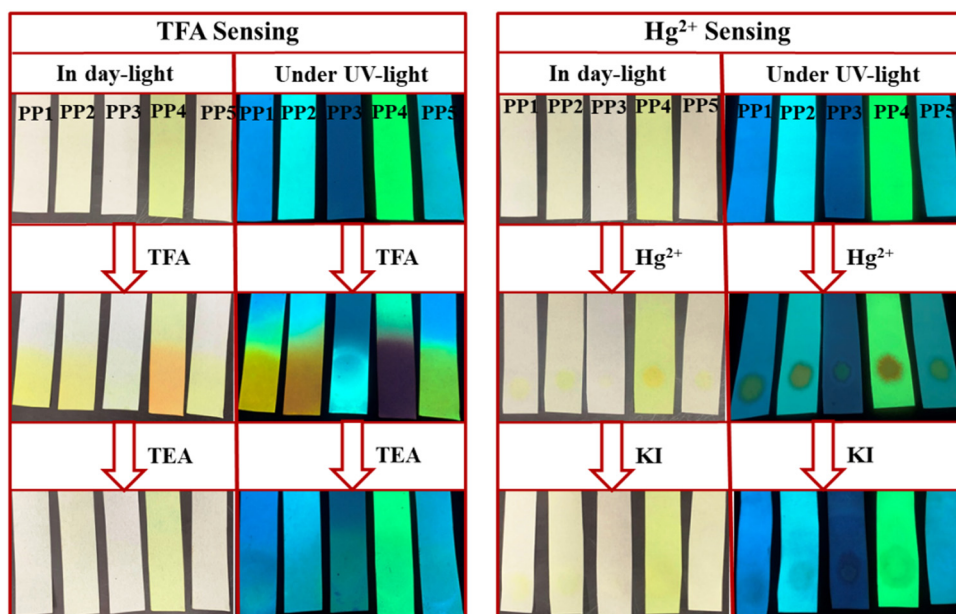 TFA Sensing
In day-light
Under UV-light
PP1 PP2 PP3 PP4 PP5
PP1 PP2 PP3 PP4 PP5
TFA
TFA
TEA
TEA
Hg²⁺ Sensing
In day-light
Under UV-light
PP1 PP2 PP3 PP4 PP5
PP1 PP2 PP3 PP4 PP5
Hg²⁺
Hg²⁺
KI
KI